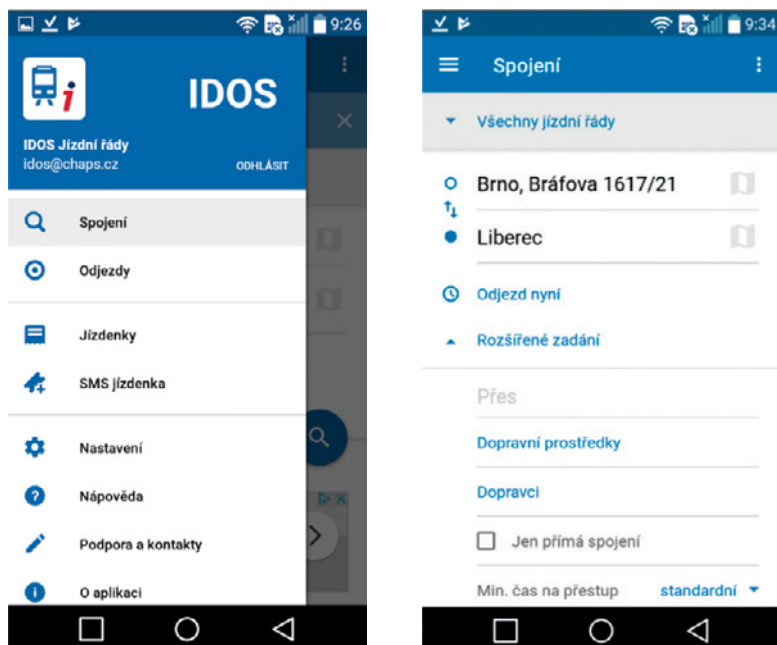 9:26
IDOS
IDOS Jízdní řády
idos@chaps.cz
ODHLÁSIT
Spojení
Odjezdy
Jízdenky
SMS jízdenka
Nastavení
Nápověda
Podpora a kontakty
O aplikaci
9:34
Spojení
Všechny jízdní řády
Brno, Bráfova 1617/21
Liberec
Odjezd nyní
Rozšířené zadání
Přes
Dopravní prostředky
Dopravci
Jen přímá spojení
Min. čas na přestup standardní